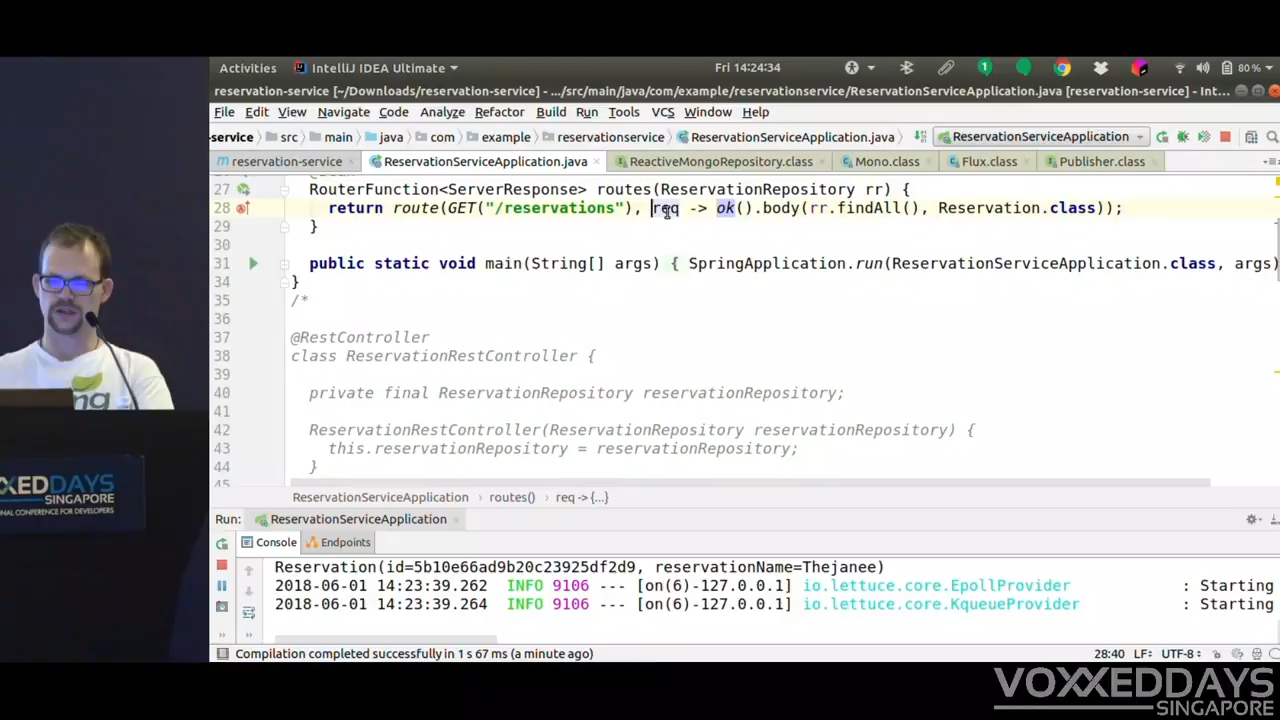 Activities IntelliJ IDEA Ultimate Fri 14:24:34 1 80%
reservation-service [~/Downloads/reservation-service] - .../src/main/java/com/example/reservationservice/ReservationServiceApplication.java [reservation-service] - Int...
File Edit View Navigate Code Analyze Refactor Build Run Tools VCS Window Help
-service src main java com example reservationservice ReservationServiceApplication.java ReservationServiceApplication
reservation-service ReservationServiceApplication.java ReactiveMongoRepository.class Mono.class Flux.class Publisher.class
27 RouterFunction<ServerResponse> routes(ReservationRepository rr) {
28 return route(GET("/reservations"), req -> ok().body(rr.findAll(), Reservation.class));
29 }
30
31 public static void main(String[] args) { SpringApplication.run(ReservationServiceApplication.class, args)
34 }
35 /*
36
37 @RestController
38 class ReservationRestController {
39
40 private final ReservationRepository reservationRepository;
41
42 ReservationRestController(ReservationRepository reservationRepository) {
43 this.reservationRepository = reservationRepository;
44 }
ReservationServiceApplication routes() req -> {...}
Run: ReservationServiceApplication
Console Endpoints
Reservation(id=5b10e66ad9b20c23925df2d9, reservationName=Thejanee)
2018-06-01 14:23:39.262 INFO 9106 --- [on(6)-127.0.0.1] io.lettuce.core.EpollProvider : Starting
2018-06-01 14:23:39.264 INFO 9106 --- [on(6)-127.0.0.1] io.lettuce.core.KqueueProvider : Starting
Compilation completed successfully in 1 s 67 ms (a minute ago) 28:40 LF UTF-8
ng
XEDDAYS
SINGAPORE
ONAL CONFERENCE FOR DEVELOPERS
VOXXEDDAYS
SINGAPORE